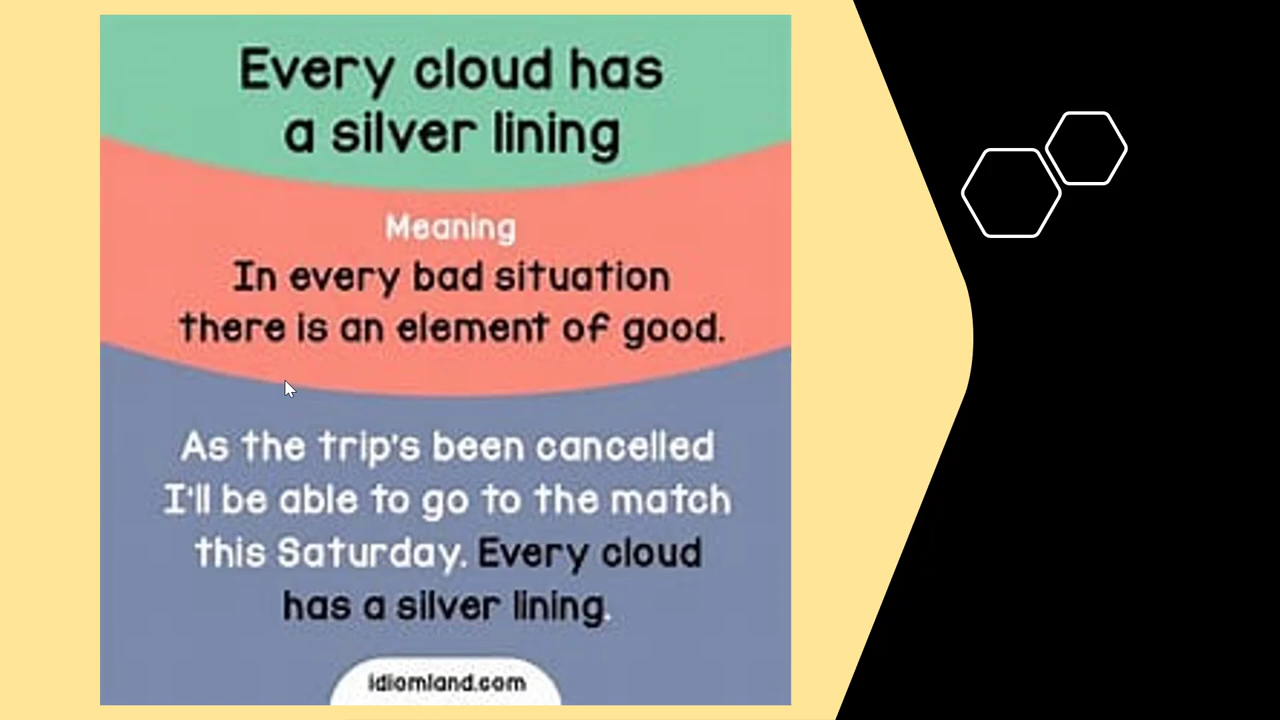 Every cloud has
a silver lining
Meaning
In every bad situation
there is an element of good.
As the trip's been cancelled
I'll be able to go to the match
this Saturday. Every cloud
has a silver lining.
idiomland.com